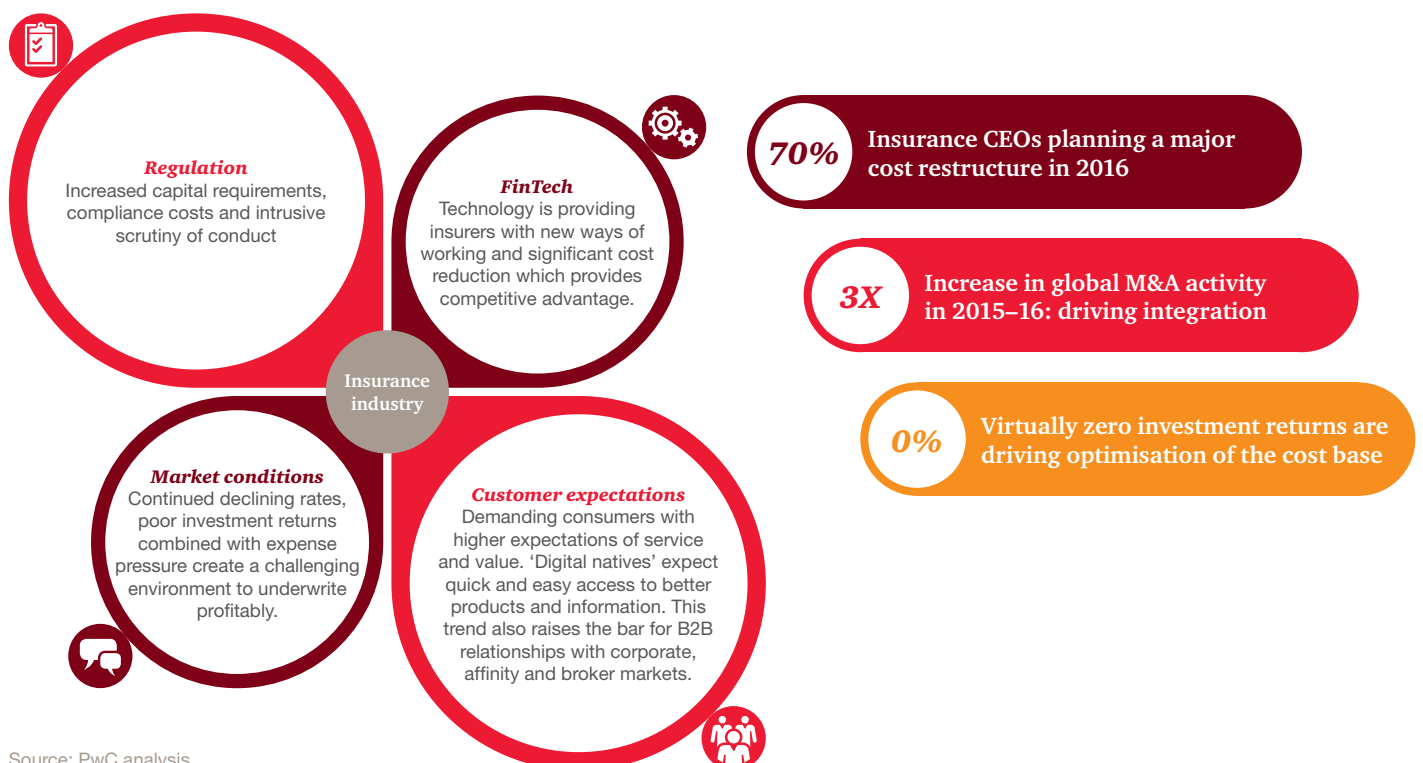 Regulation
Increased capital requirements,
compliance costs and intrusive
scrutiny of conduct
FinTech
Technology is providing
insurers with new ways of
working and significant cost
reduction which provides
competitive advantage.
Insurance
industry
Market conditions
Continued declining rates,
poor investment returns
combined with expense
pressure create a challenging
environment to underwrite
profitably.
Customer expectations
Demanding consumers with
higher expectations of service
and value. ‘Digital natives’ expect
quick and easy access to better
products and information. This
trend also raises the bar for B2B
relationships with corporate,
affinity and broker markets.
70%
Insurance CEOs planning a major
cost restructure in 2016
3X
Increase in global M&A activity
in 2015–16: driving integration
0%
Virtually zero investment returns are
driving optimisation of the cost base
Source: PwC analysis